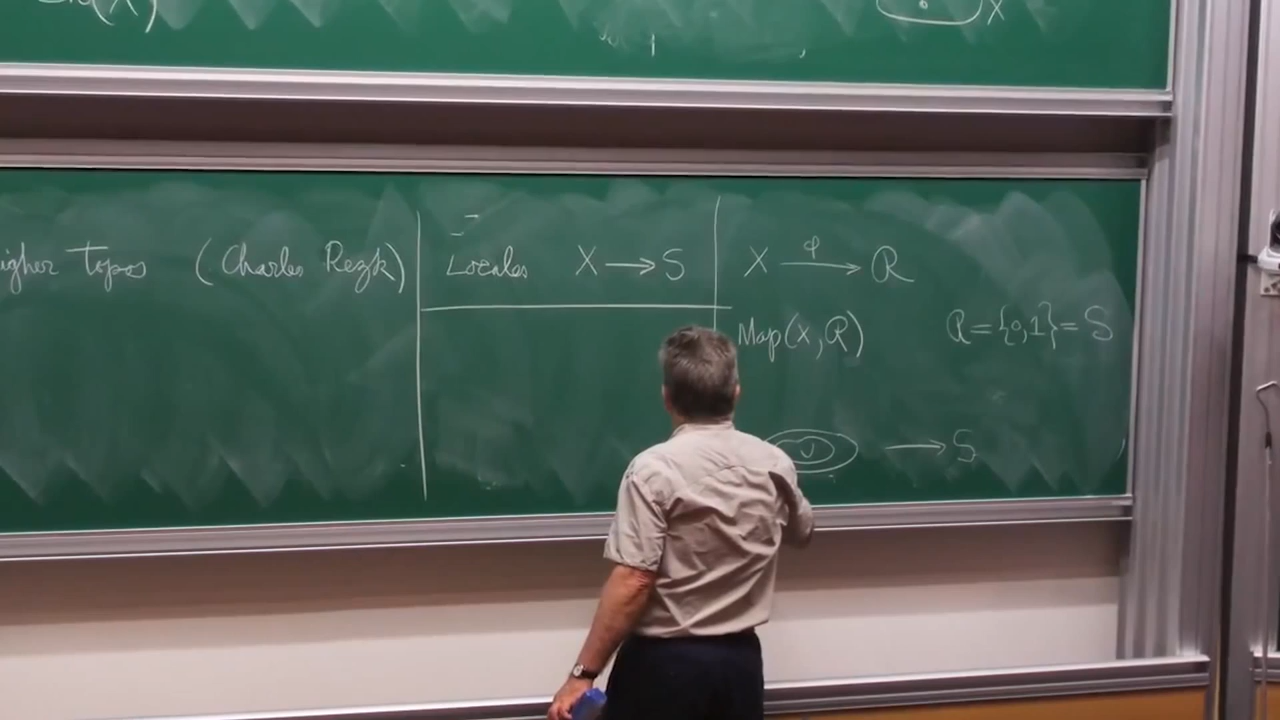 (X)
X
igher Topos (Charles Rezk)
Locales X → S
X →φ R
Map(X, R)
R = {0,1} = S
U → S